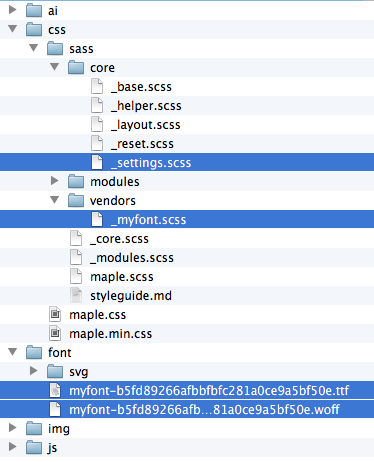 ai
css
sass
core
_base.scss
_helper.scss
_layout.scss
_reset.scss
_settings.scss
modules
vendors
_myfont.scss
_core.scss
_modules.scss
maple.scss
styleguide.md
maple.css
maple.min.css
font
svg
myfont-b5fd89266afbbfbfc281a0ce9a5bf50e.ttf
myfont-b5fd89266afb...81a0ce9a5bf50e.woff
img
js